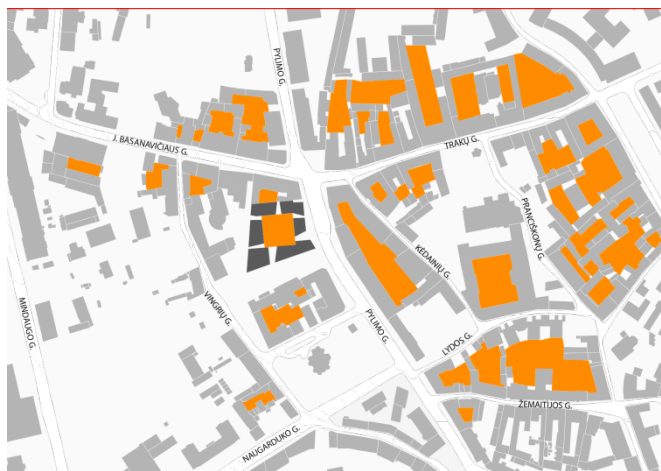 PYLIMO G.
J. BASANAVIČIAUS G.
TRAKŲ G.
PRANCIŠKONŲ G.
KĖDAINIŲ G.
VINGRIŲ G.
MINDAUGO G.
PYLIMO G.
LYDOS G.
ŽEMAITIJOS G.
NAUGARDUKO G.